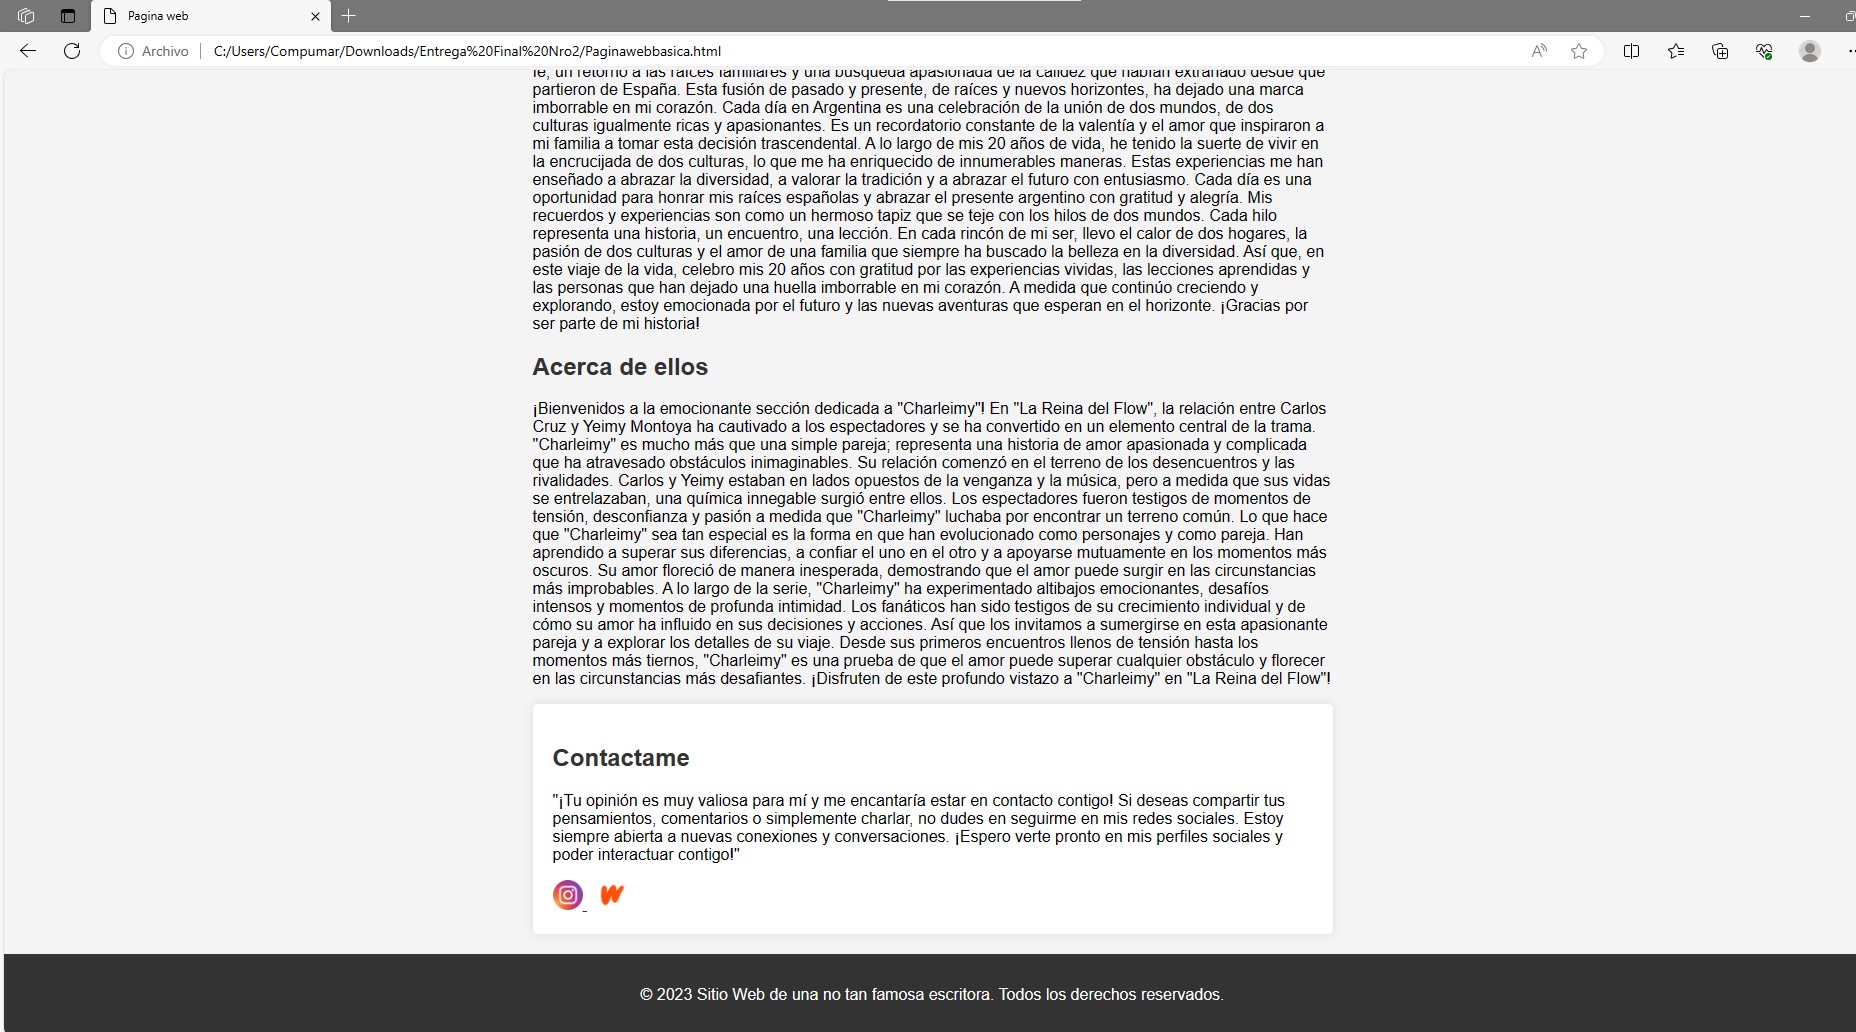 Pagina web
Archivo
C:/Users/Compumar/Downloads/Entrega%20Final%20Nro2/Paginawebbasica.html
fe, un retorno a las raíces familiares y una búsqueda apasionada de la calidez que habían extrañado desde que
partieron de España. Esta fusión de pasado y presente, de raíces y nuevos horizontes, ha dejado una marca
imborrable en mi corazón. Cada día en Argentina es una celebración de la unión de dos mundos, de dos
culturas igualmente ricas y apasionantes. Es un recordatorio constante de la valentía y el amor que inspiraron a
mi familia a tomar esta decisión trascendental. A lo largo de mis 20 años de vida, he tenido la suerte de vivir en
la encrucijada de dos culturas, lo que me ha enriquecido de innumerables maneras. Estas experiencias me han
enseñado a abrazar la diversidad, a valorar la tradición y a abrazar el futuro con entusiasmo. Cada día es una
oportunidad para honrar mis raíces españolas y abrazar el presente argentino con gratitud y alegría. Mis
recuerdos y experiencias son como un hermoso tapiz que se teje con los hilos de dos mundos. Cada hilo
representa una historia, un encuentro, una lección. En cada rincón de mi ser, llevo el calor de dos hogares, la
pasión de dos culturas y el amor de una familia que siempre ha buscado la belleza en la diversidad. Así que, en
este viaje de la vida, celebro mis 20 años con gratitud por las experiencias vividas, las lecciones aprendidas y
las personas que han dejado una huella imborrable en mi corazón. A medida que continúo creciendo y
explorando, estoy emocionada por el futuro y las nuevas aventuras que esperan en el horizonte. ¡Gracias por
ser parte de mi historia!
Acerca de ellos
¡Bienvenidos a la emocionante sección dedicada a "Charleimy"! En "La Reina del Flow", la relación entre Carlos
Cruz y Yeimy Montoya ha cautivado a los espectadores y se ha convertido en un elemento central de la trama.
"Charleimy" es mucho más que una simple pareja; representa una historia de amor apasionada y complicada
que ha atravesado obstáculos inimaginables. Su relación comenzó en el terreno de los desencuentros y las
rivalidades. Carlos y Yeimy estaban en lados opuestos de la venganza y la música, pero a medida que sus vidas
se entrelazaban, una química innegable surgió entre ellos. Los espectadores fueron testigos de momentos de
tensión, desconfianza y pasión a medida que "Charleimy" luchaba por encontrar un terreno común. Lo que hace
que "Charleimy" sea tan especial es la forma en que han evolucionado como personajes y como pareja. Han
aprendido a superar sus diferencias, a confiar el uno en el otro y a apoyarse mutuamente en los momentos más
oscuros. Su amor floreció de manera inesperada, demostrando que el amor puede surgir en las circunstancias
más improbables. A lo largo de la serie, "Charleimy" ha experimentado altibajos emocionantes, desafíos
intensos y momentos de profunda intimidad. Los fanáticos han sido testigos de su crecimiento individual y de
cómo su amor ha influido en sus decisiones y acciones. Así que los invitamos a sumergirse en esta apasionante
pareja y a explorar los detalles de su viaje. Desde sus primeros encuentros llenos de tensión hasta los
momentos más tiernos, "Charleimy" es una prueba de que el amor puede superar cualquier obstáculo y florecer
en las circunstancias más desafiantes. ¡Disfruten de este profundo vistazo a "Charleimy" en "La Reina del Flow"!
Contactame
"¡Tu opinión es muy valiosa para mí y me encantaría estar en contacto contigo! Si deseas compartir tus
pensamientos, comentarios o simplemente charlar, no dudes en seguirme en mis redes sociales. Estoy
siempre abierta a nuevas conexiones y conversaciones. ¡Espero verte pronto en mis perfiles sociales y
poder interactuar contigo!"
© 2023 Sitio Web de una no tan famosa escritora. Todos los derechos reservados.